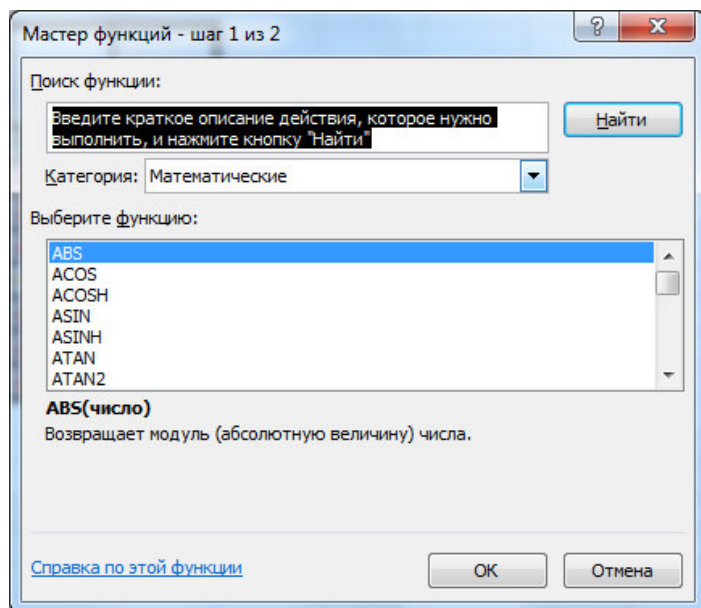 Мастер функций - шаг 1 из 2
Поиск функции:
Введите краткое описание действия, которое нужно
выполнить, и нажмите кнопку "Найти"
Найти
Категория: Математические
Выберите функцию:
ABS
ACOS
ACOSH
ASIN
ASINH
ATAN
ATAN2
ABS(число)
Возвращает модуль (абсолютную величину) числа.
Справка по этой функции
ОК
Отмена